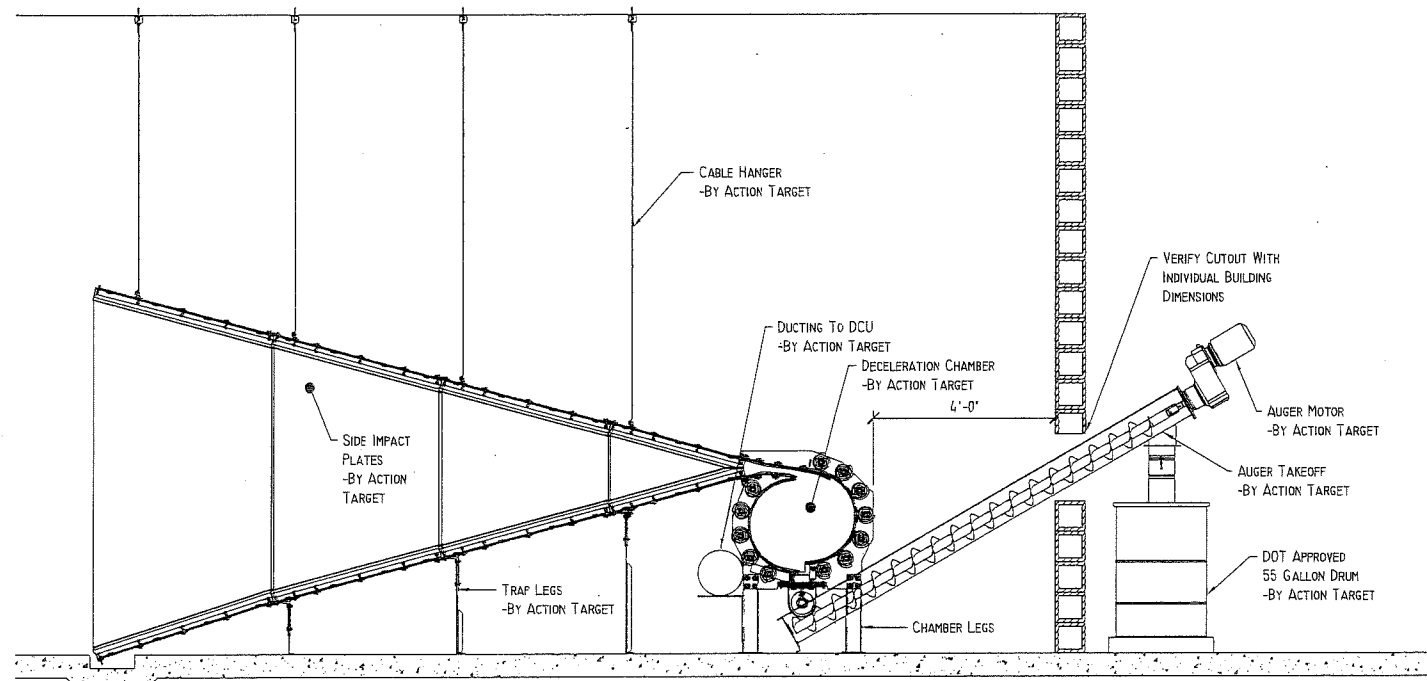 CABLE HANGER
-BY ACTION TARGET
VERIFY CUTOUT WITH
INDIVIDUAL BUILDING
DIMENSIONS
DUCTING TO DCU
-BY ACTION TARGET
DECELERATION CHAMBER
-BY ACTION TARGET
4'-0"
SIDE IMPACT
PLATES
-BY ACTION
TARGET
AUGER MOTOR
-BY ACTION TARGET
AUGER TAKEOFF
-BY ACTION TARGET
TRAP LEGS
-BY ACTION TARGET
DOT APPROVED
55 GALLON DRUM
-BY ACTION TARGET
CHAMBER LEGS